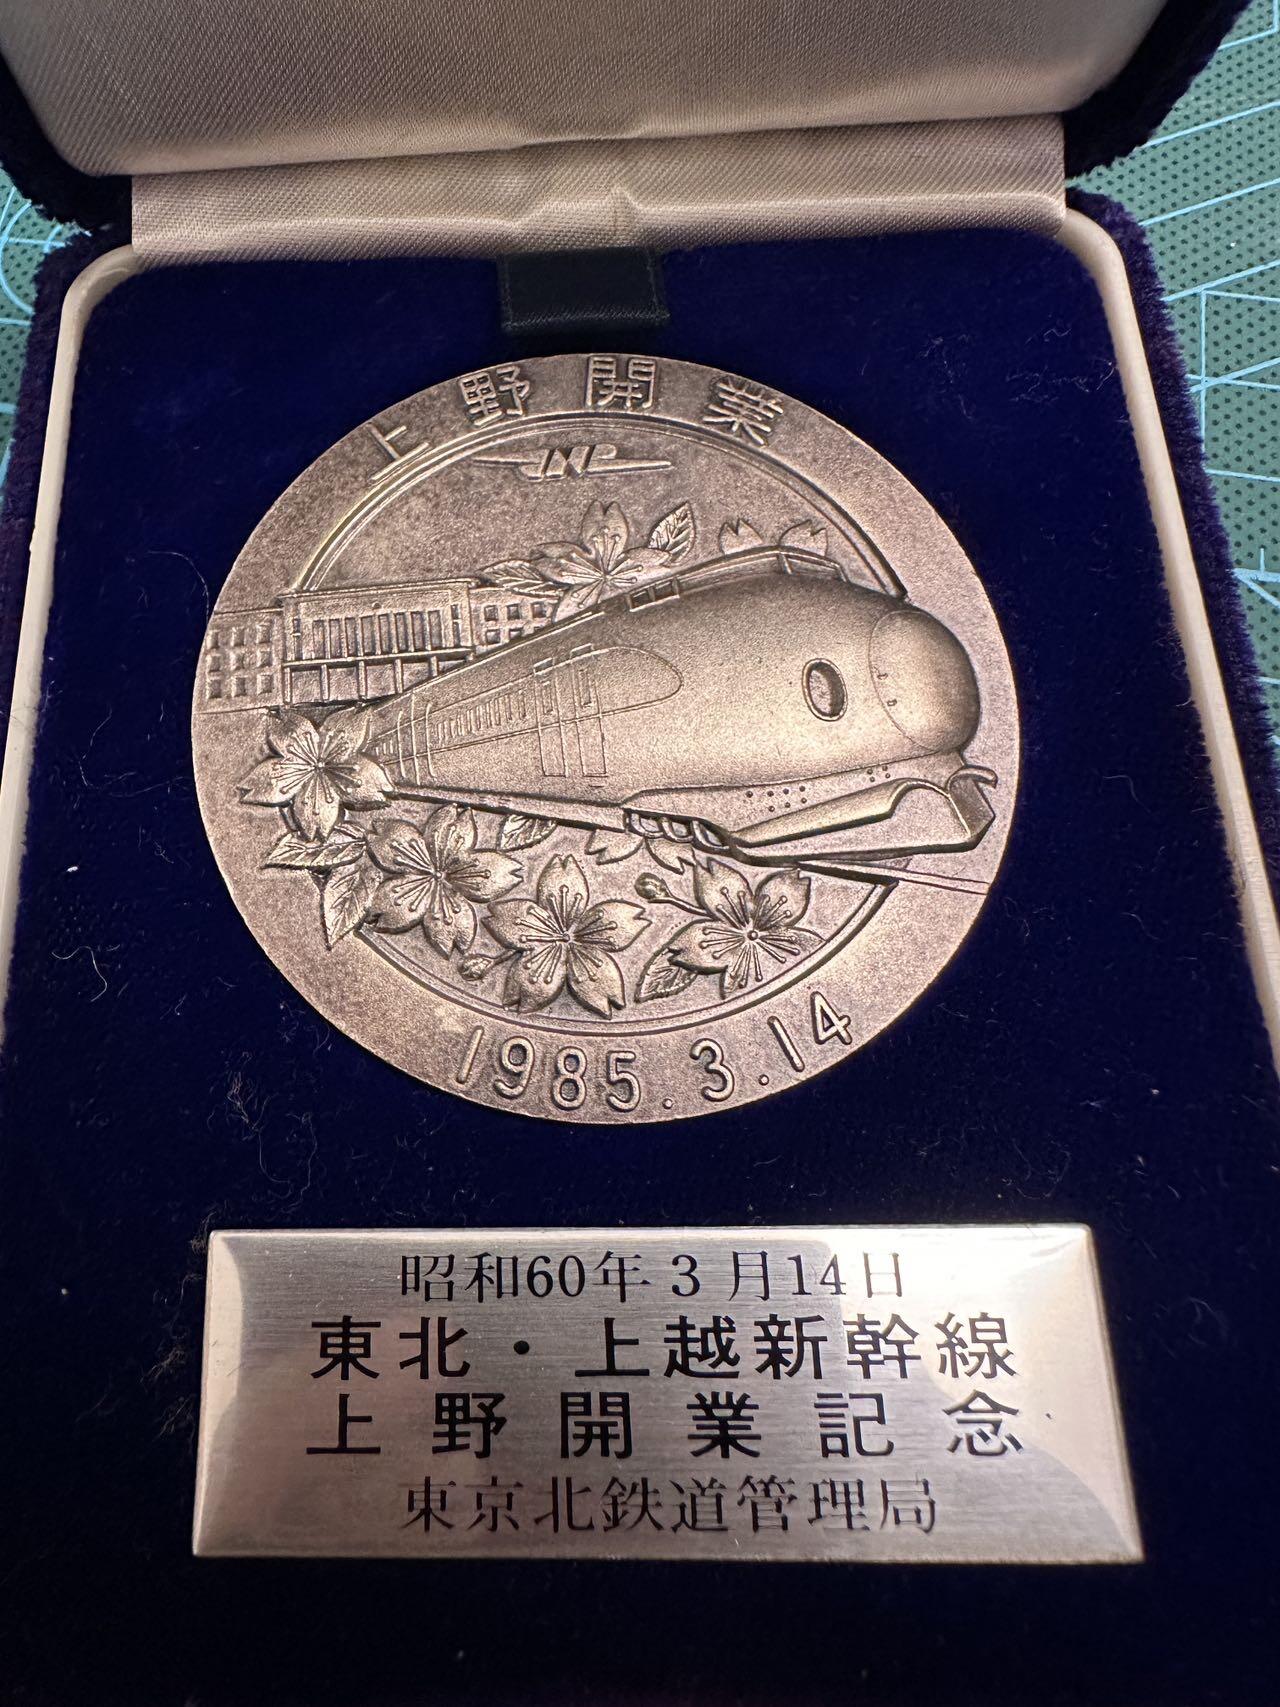 上野開業
JNR
1985.3.14
昭和60年3月14日
東北・上越新幹線
上野開業記念
東京北鉄道管理局